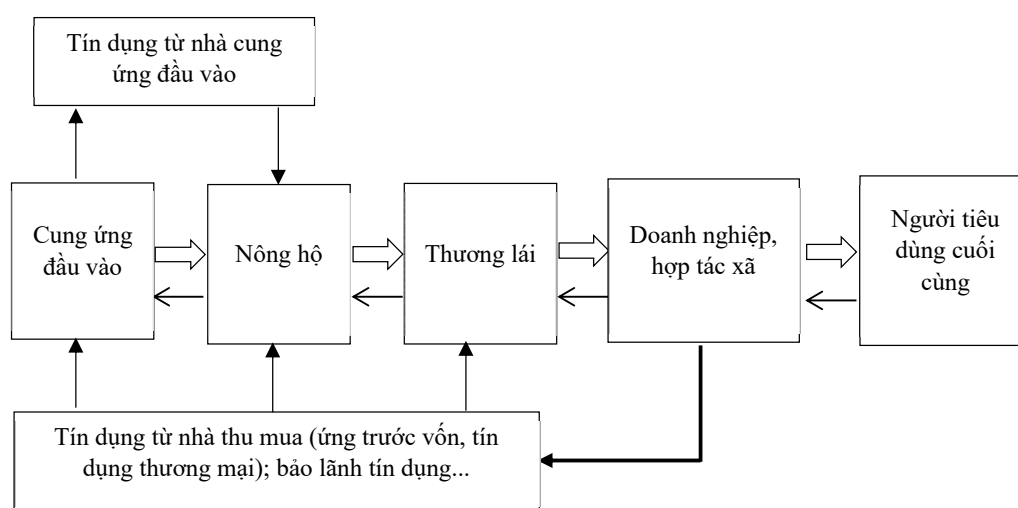 Tín dụng từ nhà cung
ứng đầu vào
Cung ứng
đầu vào
Nông hộ
Thương lái
Doanh nghiệp,
hợp tác xã
Người tiêu
dùng cuối
cùng
Tín dụng từ nhà thu mua (ứng trước vốn, tín
dụng thương mại); bảo lãnh tín dụng...